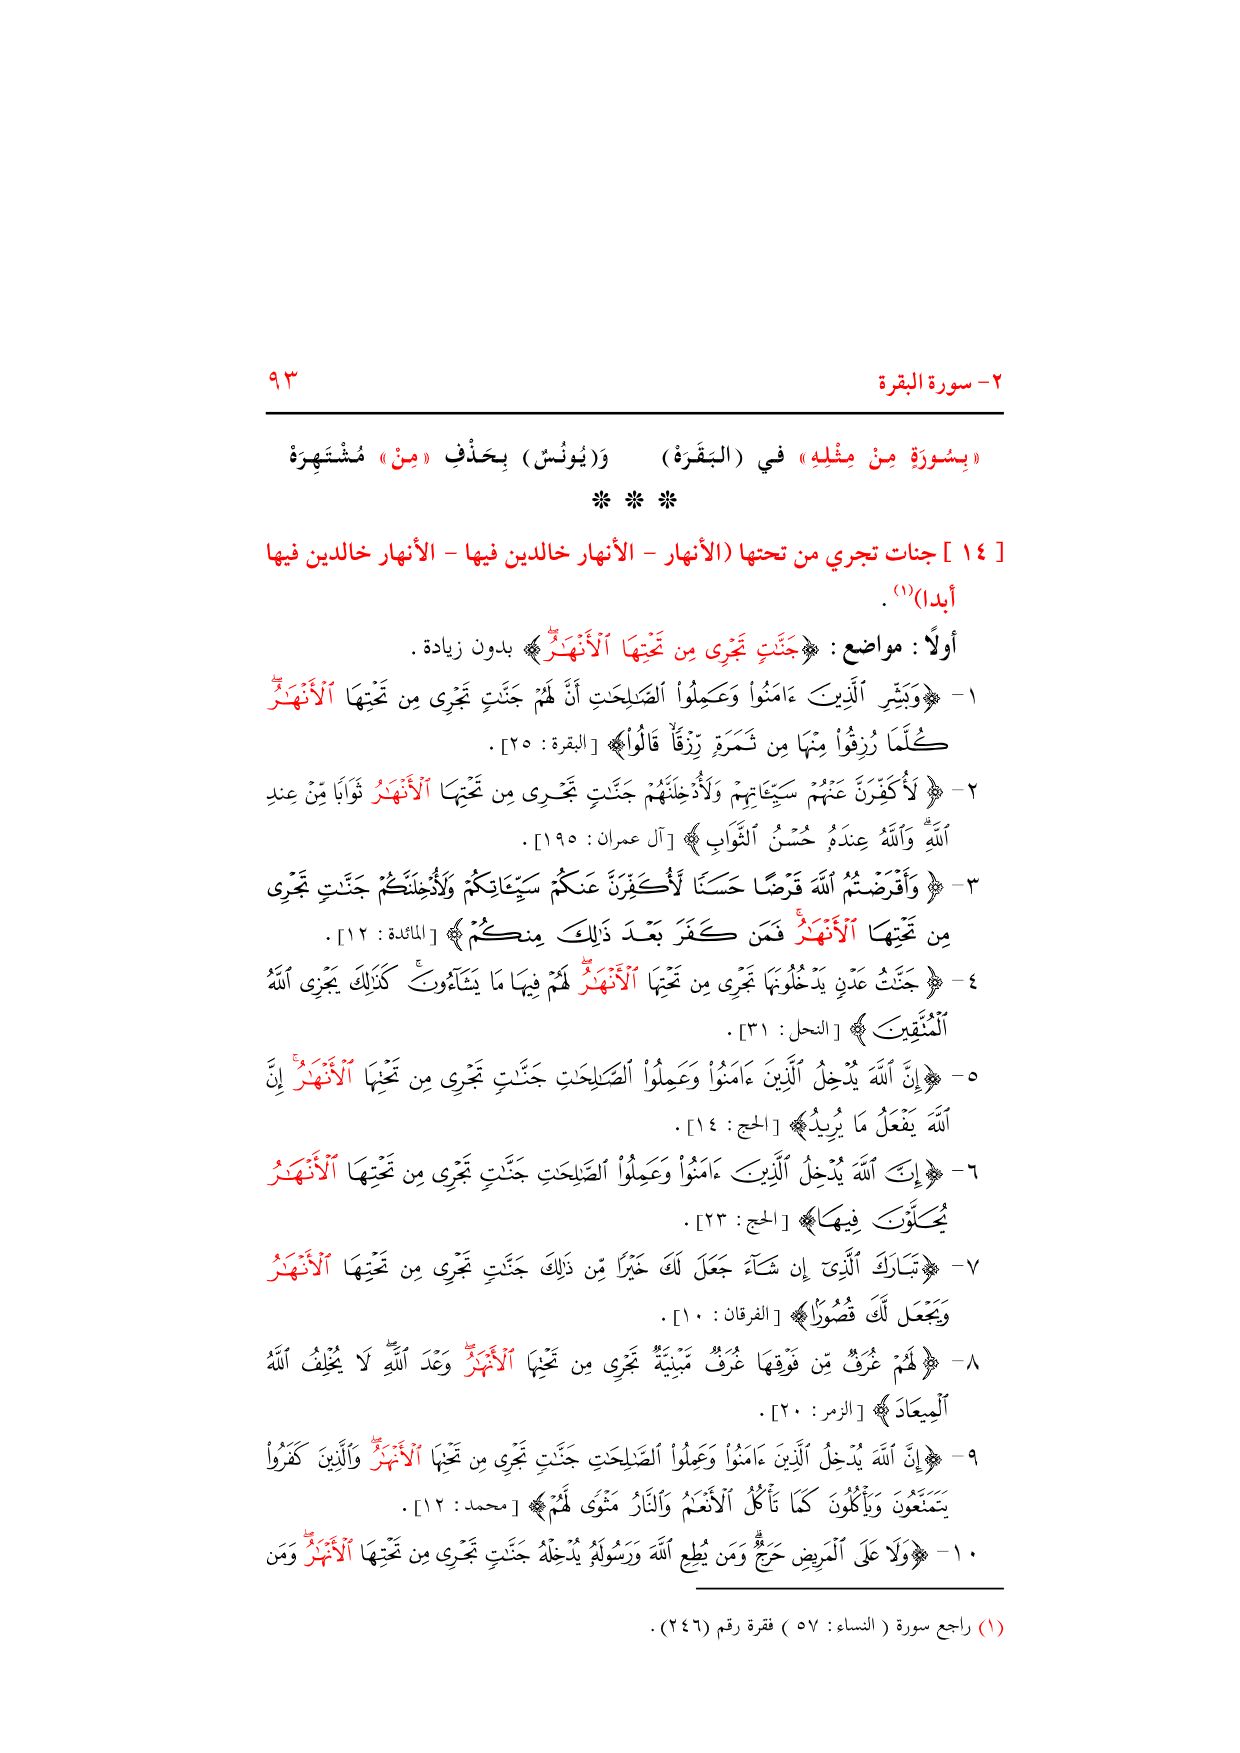 ٢- سورة البقرة ٩٣
«بِسُورَةٍ مِنْ مِثْلِهِ» في (البَقَرَهْ) وَ(يُونُسٌ) بِحَذْفِ «مِنْ» مُشْتَهِرَهْ
* * *
[ ١٤ ] جنات تجري من تحتها (الأنهار – الأنهار خالدين فيها – الأنهار خالدين فيها
أبدا)(١) .
أولًا : مواضع : ﴿جَنَّٰتٍ تَجْرِى مِن تَحْتِهَا ٱلْأَنْهَٰرُۖ﴾ بدون زيادة .
١- ﴿وَبَشِّرِ ٱلَّذِينَ ءَامَنُوا۟ وَعَمِلُوا۟ ٱلصَّٰلِحَٰتِ أَنَّ لَهُمْ جَنَّٰتٍ تَجْرِى مِن تَحْتِهَا ٱلْأَنْهَٰرُۖ
كُلَّمَا رُزِقُوا۟ مِنْهَا مِن ثَمَرَةٍ رِّزْقًاۙ قَالُوا۟﴾ [البقرة : ٢٥] .
٢- ﴿ لَأُكَفِّرَنَّ عَنْهُمْ سَيِّـَٔاتِهِمْ وَلَأُدْخِلَنَّهُمْ جَنَّٰتٍ تَجْرِى مِن تَحْتِهَا ٱلْأَنْهَٰرُ ثَوَابًا مِّنْ عِندِ
ٱللَّهِۗ وَٱللَّهُ عِندَهُۥ حُسْنُ ٱلثَّوَابِ ﴾ [آل عمران : ١٩٥] .
٣- ﴿ وَأَقْرَضْتُمُ ٱللَّهَ قَرْضًا حَسَنًا لَّأُكَفِّرَنَّ عَنكُمْ سَيِّـَٔاتِكُمْ وَلَأُدْخِلَنَّكُمْ جَنَّٰتٍ تَجْرِى
مِن تَحْتِهَا ٱلْأَنْهَٰرُۚ فَمَن كَفَرَ بَعْدَ ذَٰلِكَ مِنكُمْ ﴾ [المائدة : ١٢] .
٤- ﴿ جَنَّٰتُ عَدْنٍ يَدْخُلُونَهَا تَجْرِى مِن تَحْتِهَا ٱلْأَنْهَٰرُۖ لَهُمْ فِيهَا مَا يَشَآءُونَۚ كَذَٰلِكَ يَجْزِى ٱللَّهُ
ٱلْمُتَّقِينَ ﴾ [النحل : ٣١] .
٥- ﴿إِنَّ ٱللَّهَ يُدْخِلُ ٱلَّذِينَ ءَامَنُوا۟ وَعَمِلُوا۟ ٱلصَّٰلِحَٰتِ جَنَّٰتٍ تَجْرِى مِن تَحْتِهَا ٱلْأَنْهَٰرُۚ إِنَّ
ٱللَّهَ يَفْعَلُ مَا يُرِيدُ﴾ [الحج : ١٤] .
٦- ﴿ إِنَّ ٱللَّهَ يُدْخِلُ ٱلَّذِينَ ءَامَنُوا۟ وَعَمِلُوا۟ ٱلصَّٰلِحَٰتِ جَنَّٰتٍ تَجْرِى مِن تَحْتِهَا ٱلْأَنْهَٰرُ
يُحَلَّوْنَ فِيهَا﴾ [الحج : ٢٣] .
٧- ﴿تَبَارَكَ ٱلَّذِىٓ إِن شَآءَ جَعَلَ لَكَ خَيْرًا مِّن ذَٰلِكَ جَنَّٰتٍ تَجْرِى مِن تَحْتِهَا ٱلْأَنْهَٰرُ
وَيَجْعَل لَّكَ قُصُورًۢا﴾ [الفرقان : ١٠] .
٨- ﴿ لَهُمْ غُرَفٌ مِّن فَوْقِهَا غُرَفٌ مَّبْنِيَّةٌ تَجْرِى مِن تَحْتِهَا ٱلْأَنْهَٰرُۖ وَعْدَ ٱللَّهِۖ لَا يُخْلِفُ ٱللَّهُ
ٱلْمِيعَادَ ﴾ [الزمر : ٢٠] .
٩- ﴿إِنَّ ٱللَّهَ يُدْخِلُ ٱلَّذِينَ ءَامَنُوا۟ وَعَمِلُوا۟ ٱلصَّٰلِحَٰتِ جَنَّٰتٍ تَجْرِى مِن تَحْتِهَا ٱلْأَنْهَٰرُۖ وَٱلَّذِينَ كَفَرُوا۟
يَتَمَتَّعُونَ وَيَأْكُلُونَ كَمَا تَأْكُلُ ٱلْأَنْعَٰمُ وَٱلنَّارُ مَثْوًى لَّهُمْ﴾ [محمد : ١٢] .
١٠- ﴿وَلَا عَلَى ٱلْمَرِيضِ حَرَجٌۗ وَمَن يُطِعِ ٱللَّهَ وَرَسُولَهُۥ يُدْخِلْهُ جَنَّٰتٍ تَجْرِى مِن تَحْتِهَا ٱلْأَنْهَٰرُۖ وَمَن
(١) راجع سورة ( النساء : ٥٧ ) فقرة رقم (٢٤٦) .